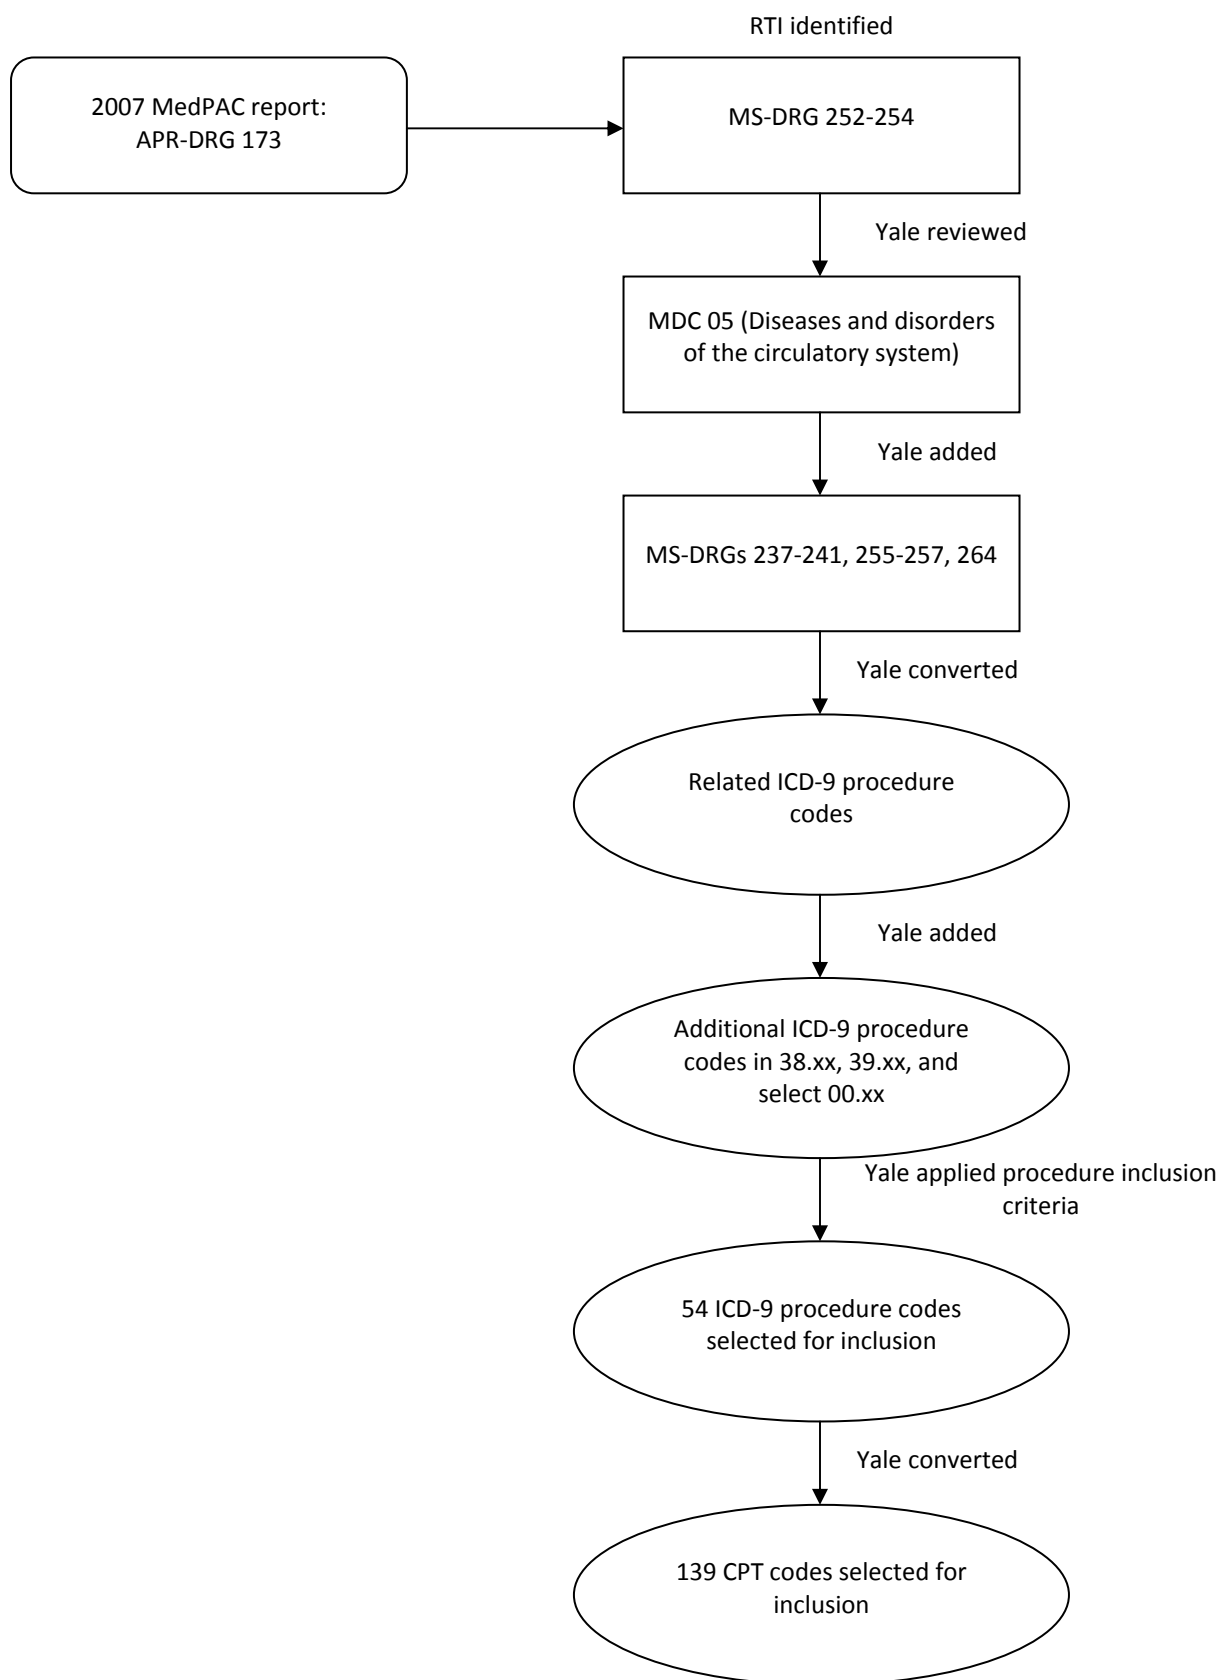 RTI identified
2007 MedPAC report:
APR-DRG 173
MS-DRG 252-254
Yale reviewed
MDC 05 (Diseases and disorders
of the circulatory system)
Yale added
MS-DRGs 237-241, 255-257, 264
Yale converted
Related ICD-9 procedure
codes
Yale added
Additional ICD-9 procedure
codes in 38.xx, 39.xx, and
select 00.xx
Yale applied procedure inclusion
criteria
54 ICD-9 procedure codes
selected for inclusion
Yale converted
139 CPT codes selected for
inclusion